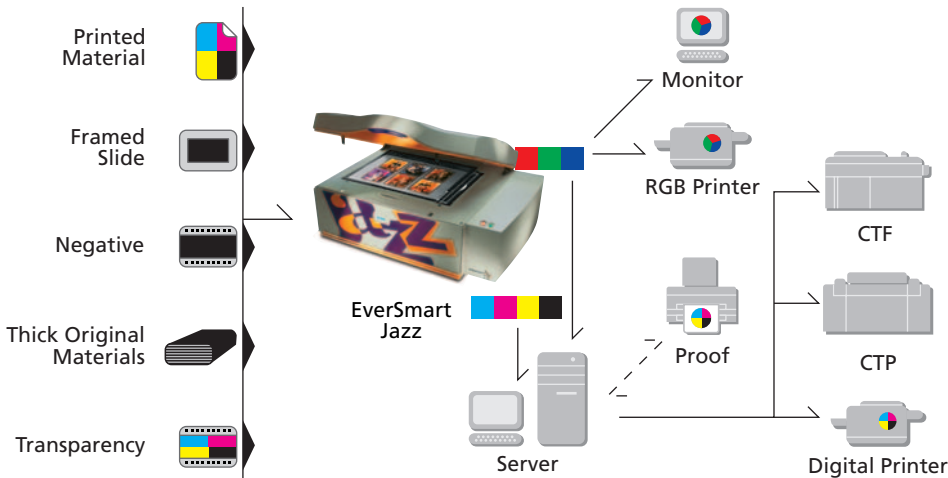 Printed
Material
Framed
Slide
Negative
Thick Original
Materials
Transparency
EverSmart
Jazz
Monitor
RGB Printer
Server
Proof
CTF
CTP
Digital Printer